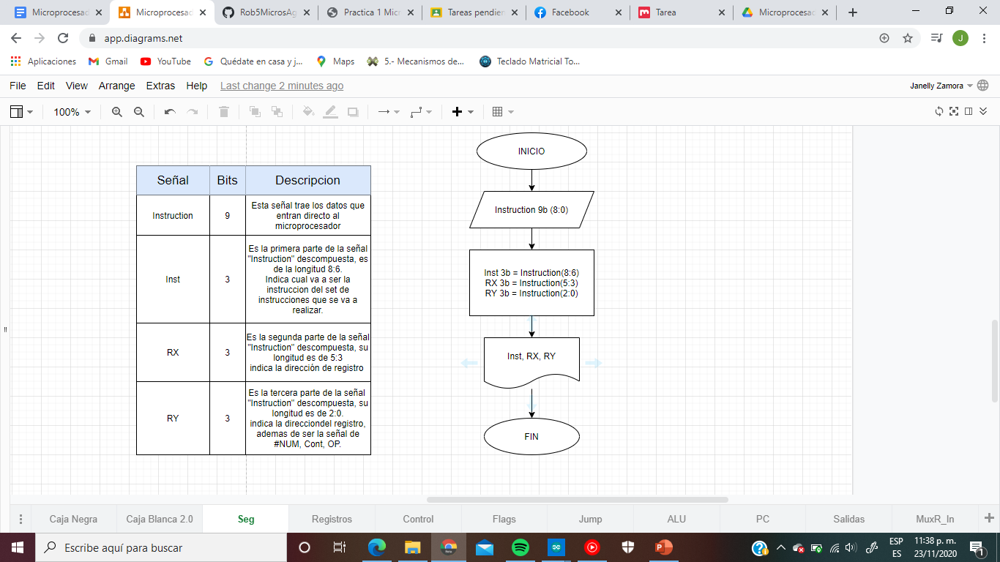 Microprocesad
Microprocesad
Rob5MicrosAg
Practica 1 Micr
Tareas pendien
Facebook
Tarea
Microprocesad
app.diagrams.net
J
Aplicaciones
Gmail
YouTube
Quédate en casa y j...
Maps
5.- Mecanismos de...
Teclado Matricial To...
File Edit View Arrange Extras Help Last change 2 minutes ago
Janelly Zamora
100%
Señal Bits Descripcion
Instruction
9
Esta señal trae los datos que
entran directo al
microprocesador
Inst
3
Es la primera parte de la señal
"Instruction" descompuesta, es
de la longitud 8:6.
Indica cual va a ser la
instruccion del set de
instrucciones que se va a
realizar.
RX
3
Es la segunda parte de la señal
"Instruction" descompuesta, su
longitud es de 5:3
indica la dirección de registro
RY
3
Es la tercera parte de la señal
"Instruction" descompuesta, su
longitud es de 2:0.
indica la direcciondel registro,
ademas de ser la señal de
#NUM, Cont, OP.
INICIO
Instruction 9b (8:0)
Inst 3b = Instruction(8:6)
RX 3b = Instruction(5:3)
RY 3b = Instruction(2:0)
Inst, RX, RY
FIN
Caja Negra
Caja Blanca 2.0
Seg
Registros
Control
Flags
Jump
ALU
PC
Salidas
MuxR_In
Escribe aquí para buscar
ESP
ES
11:38 p. m.
23/11/2020
1